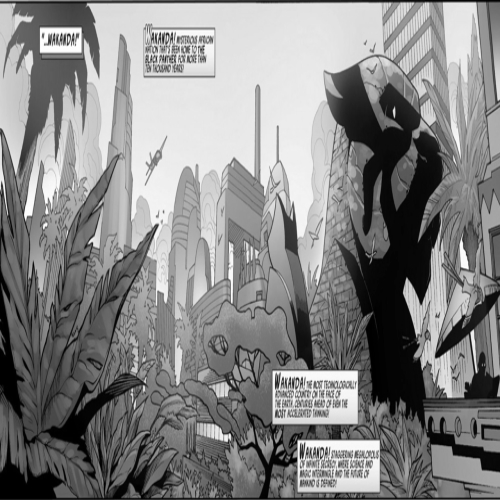 "...WAKANDA!"
WAKANDA! MYSTERIOUS AFRICAN
NATION THAT'S BEEN HOME TO THE
BLACK PANTHER FOR MORE THAN
TEN THOUSAND YEARS!
WAKANDA! THE MOST TECHNOLOGICALLY
ADVANCED COUNTRY ON THE FACE OF
THE EARTH, CENTURIES AHEAD OF EVEN THE
MOST ACCELERATED THINKING!
WAKANDA! STAGGERING MEGALOPOLIS
OF INFINITE SECRECY, WHERE SCIENCE AND
MAGIC INTERMINGLE AND THE FUTURE OF
MANKIND IS DEFINED!